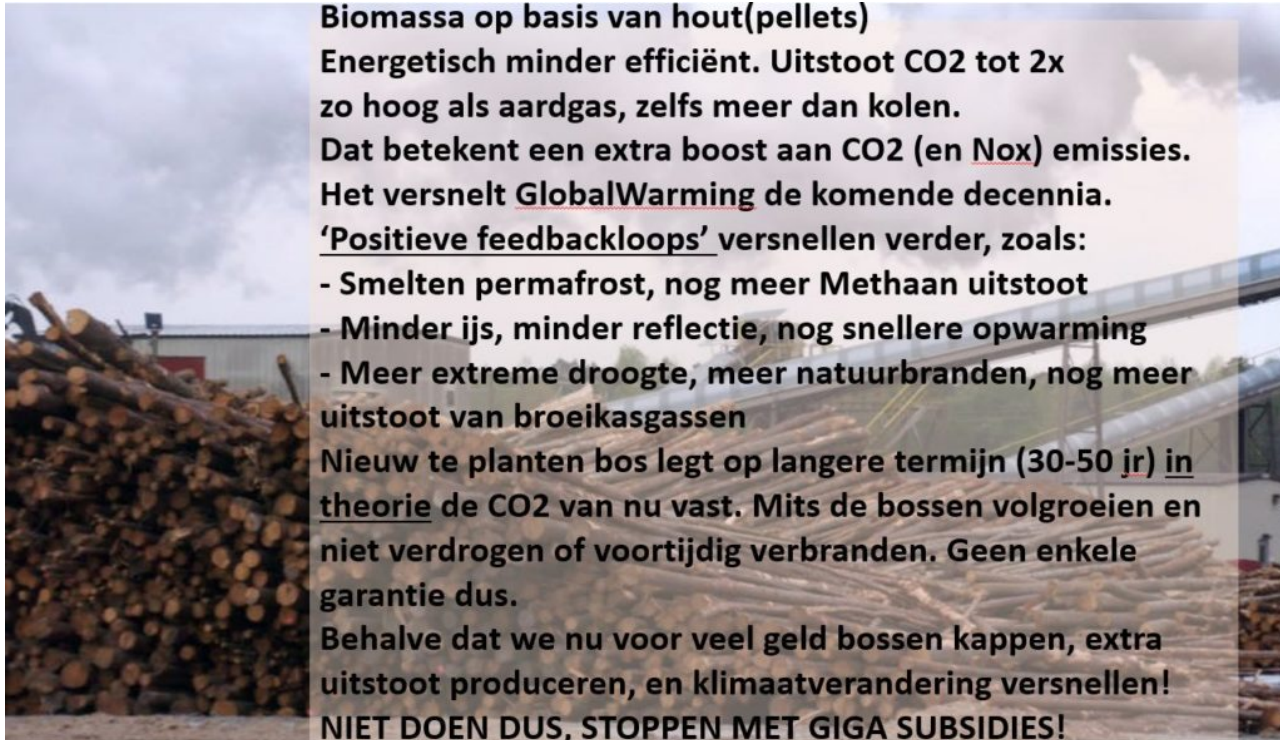 Biomassa op basis van hout(pellets)
Energetisch minder efficiënt. Uitstoot CO2 tot 2x
zo hoog als aardgas, zelfs meer dan kolen.
Dat betekent een extra boost aan CO2 (en Nox) emissies.
Het versnelt GlobalWarming de komende decennia.
‘Positieve feedbackloops’ versnellen verder, zoals:
- Smelten permafrost, nog meer Methaan uitstoot
- Minder ijs, minder reflectie, nog snellere opwarming
- Meer extreme droogte, meer natuurbranden, nog meer
uitstoot van broeikasgassen
Nieuw te planten bos legt op langere termijn (30-50 jr) in
theorie de CO2 van nu vast. Mits de bossen volgroeien en
niet verdrogen of voortijdig verbranden. Geen enkele
garantie dus.
Behalve dat we nu voor veel geld bossen kappen, extra
uitstoot produceren, en klimaatverandering versnellen!
NIET DOEN DUS, STOPPEN MET GIGA SUBSIDIES!